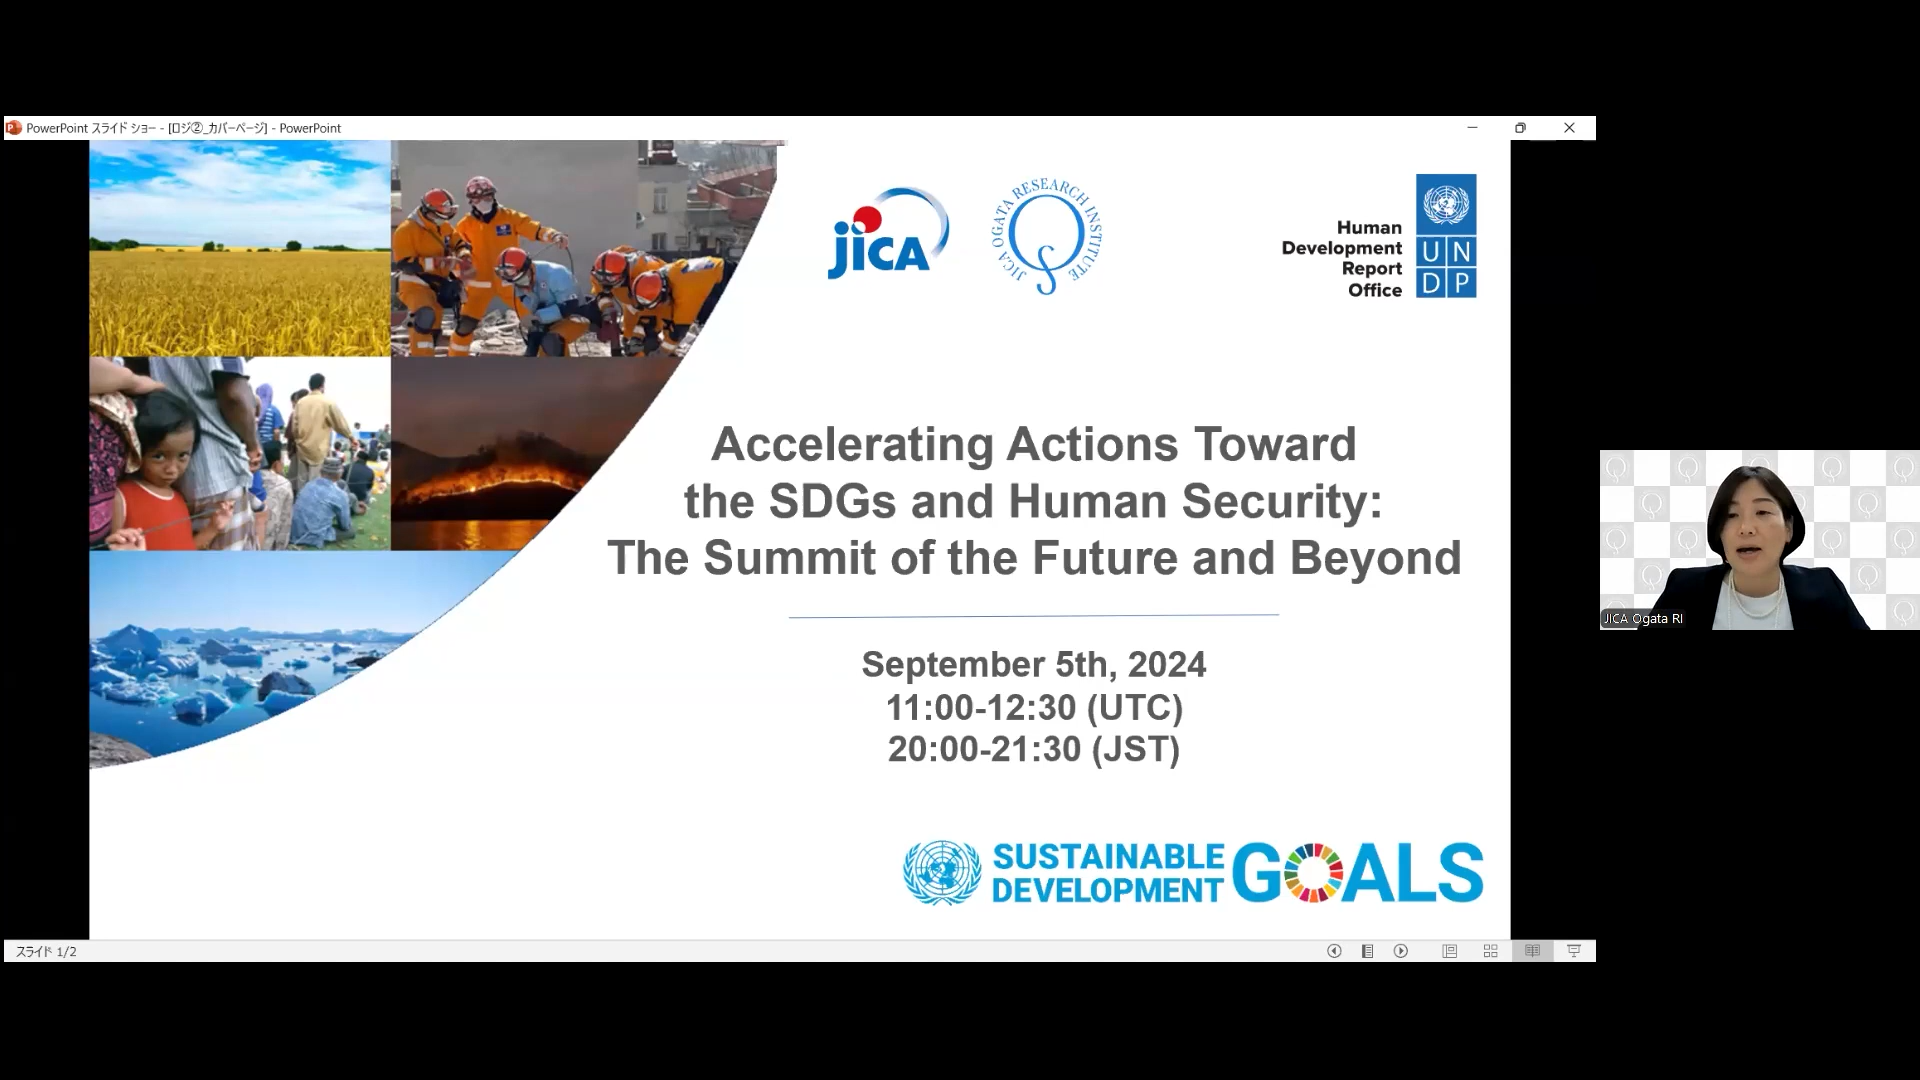 PowerPoint スライド ショー - [ロジ②_カバーページ] - PowerPoint
JICA
JICA OGATA RESEARCH INSTITUTE
Human
Development
Report
Office
U N
D P
Accelerating Actions Toward
the SDGs and Human Security:
The Summit of the Future and Beyond
September 5th, 2024
11:00-12:30 (UTC)
20:00-21:30 (JST)
SUSTAINABLE
DEVELOPMENT
GOALS
JICA Ogata RI
スライド 1/2